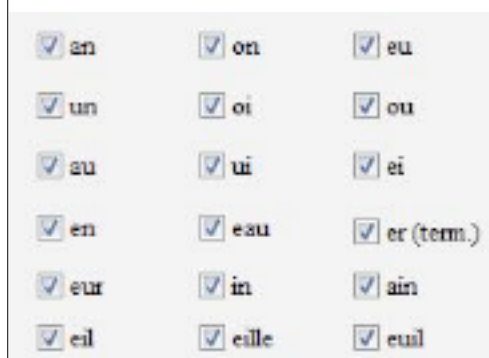 an on eu
un oi ou
au ui ei
en eau er (term.)
eur in ain
eil eille euil